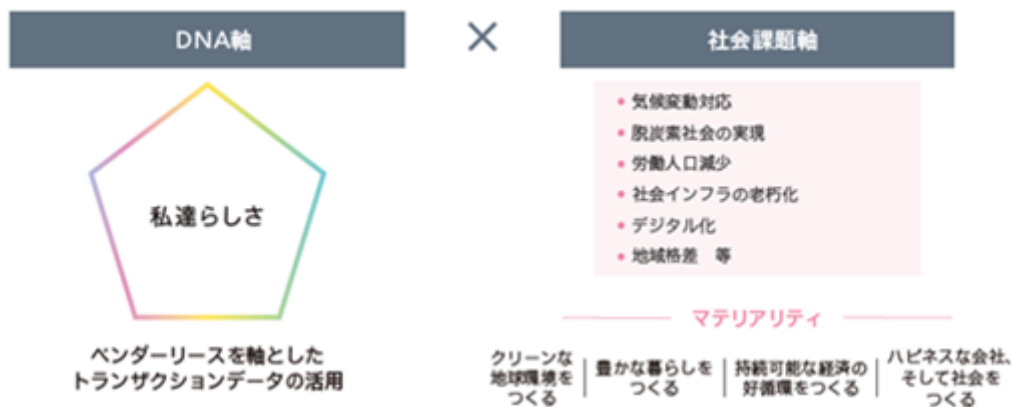 DNA軸
×
社会課題軸
私達らしさ
ベンダーリースを軸とした
トランザクションデータの活用
• 気候変動対応
• 脱炭素社会の実現
• 労働人口減少
• 社会インフラの老朽化
• デジタル化
• 地域格差 等
マテリアリティ
クリーンな
地球環境を
つくる
豊かな暮らしを
つくる
持続可能な経済の
好循環をつくる
ハピネスな会社、
そして社会を
つくる